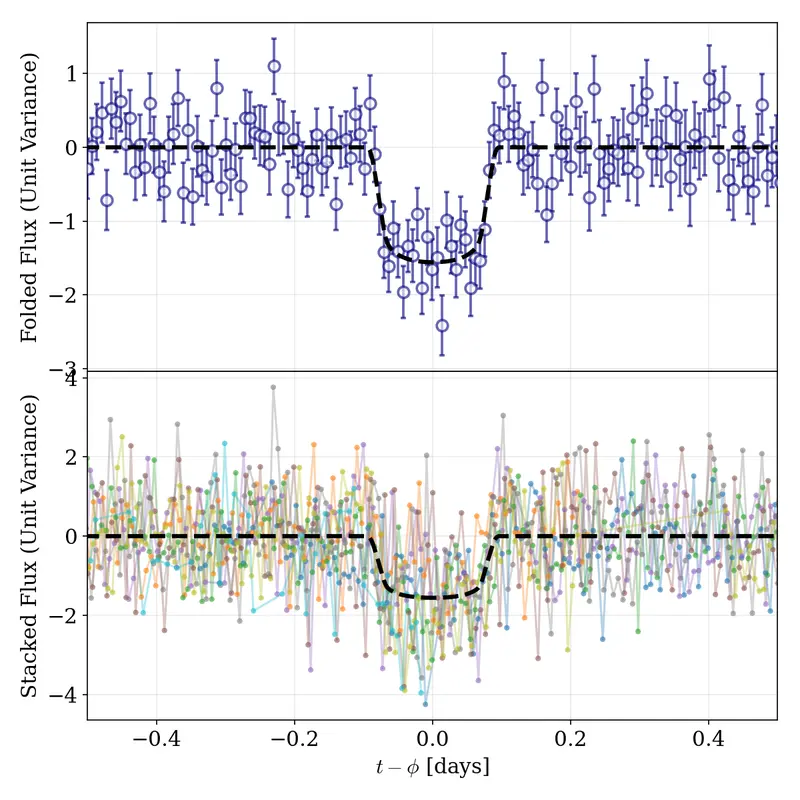 Folded Flux (Unit Variance)
1
0
−1
−2
−3
Stacked Flux (Unit Variance)
4
2
0
−2
−4
−0.4 −0.2 0.0 0.2 0.4
t − ϕ [days]